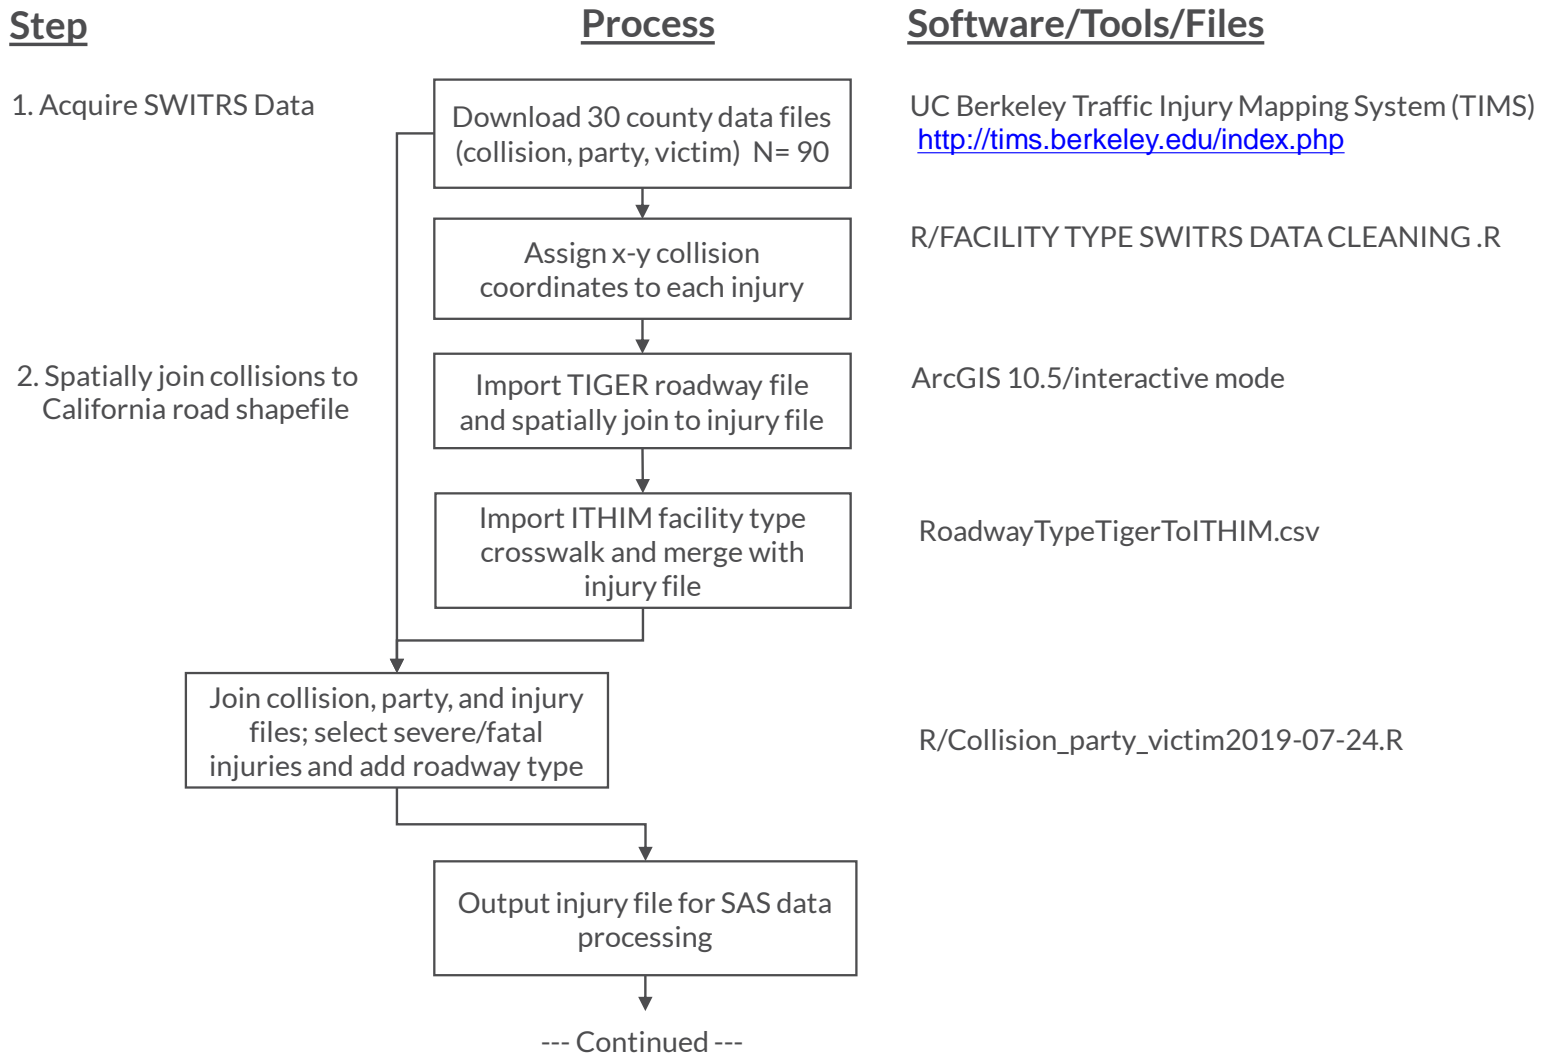 Step
Process
Software/Tools/Files
1. Acquire SWITRS Data
Download 30 county data files
(collision, party, victim) N= 90
UC Berkeley Traffic Injury Mapping System (TIMS)
http://tims.berkeley.edu/index.php
Assign x-y collision
coordinates to each injury
R/FACILITY TYPE SWITRS DATA CLEANING .R
2. Spatially join collisions to
California road shapefile
Import TIGER roadway file
and spatially join to injury file
ArcGIS 10.5/interactive mode
Import ITHIM facility type
crosswalk and merge with
injury file
RoadwayTypeTigerToITHIM.csv
Join collision, party, and injury
files; select severe/fatal
injuries and add roadway type
R/Collision_party_victim2019-07-24.R
Output injury file for SAS data
processing
--- Continued ---